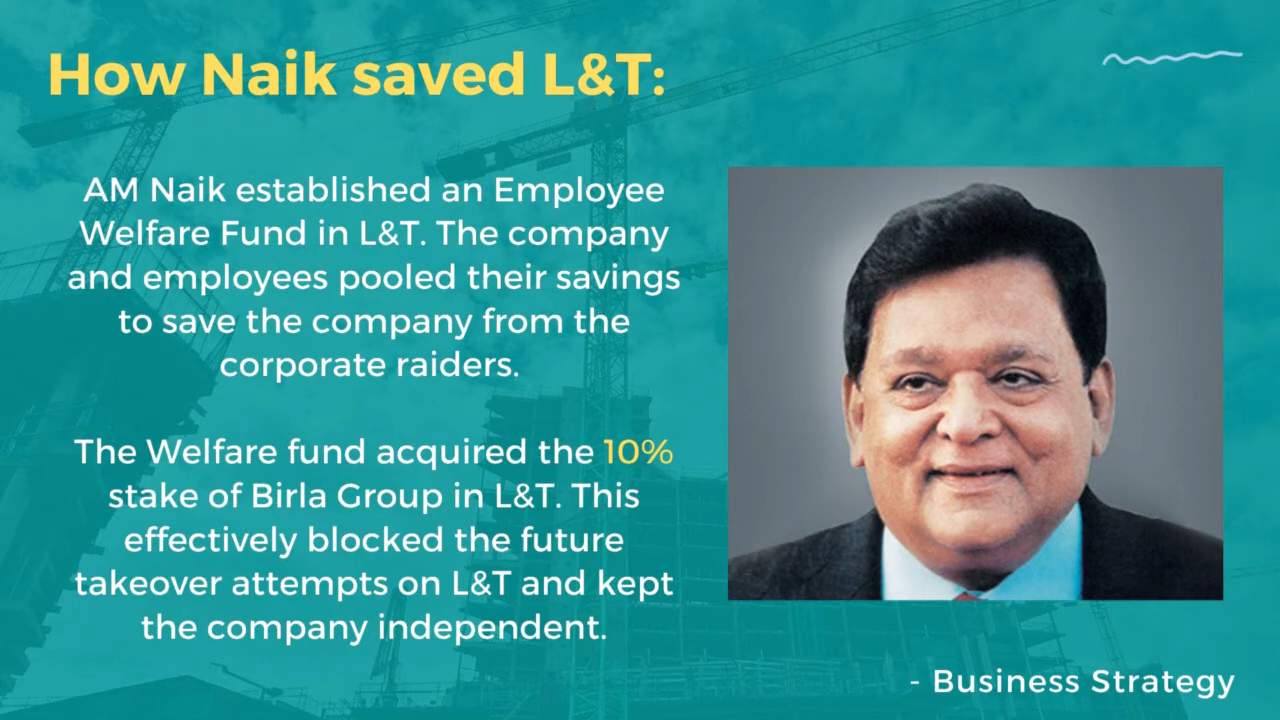 How Naik saved L&T:
AM Naik established an Employee
Welfare Fund in L&T. The company
and employees pooled their savings
to save the company from the
corporate raiders.
The Welfare fund acquired the 10%
stake of Birla Group in L&T. This
effectively blocked the future
takeover attempts on L&T and kept
the company independent.
- Business Strategy